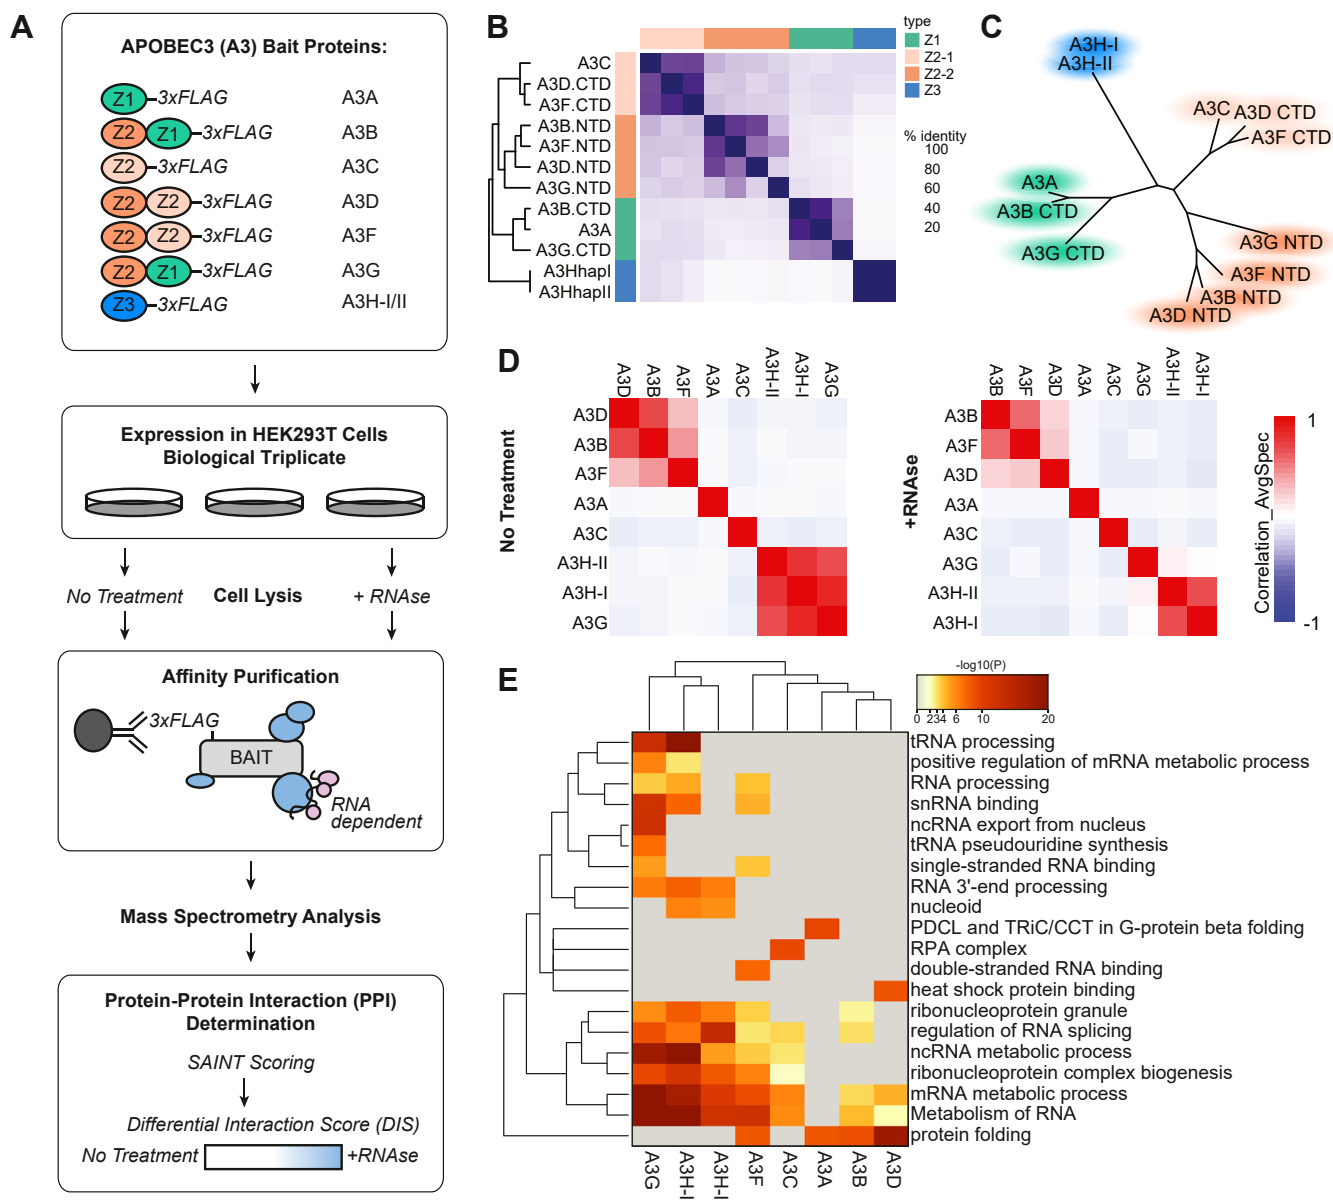 A
APOBEC3 (A3) Bait Proteins:
Z1 -3xFLAG A3A
Z2 Z1 -3xFLAG A3B
Z2 -3xFLAG A3C
Z2 Z2 -3xFLAG A3D
Z2 Z2 -3xFLAG A3F
Z2 Z1 -3xFLAG A3G
Z3 -3xFLAG A3H-I/II
Expression in HEK293T Cells
Biological Triplicate
No Treatment Cell Lysis + RNAse
Affinity Purification
3xFLAG
BAIT
RNA
dependent
Mass Spectrometry Analysis
Protein-Protein Interaction (PPI)
Determination
SAINT Scoring
Differential Interaction Score (DIS)
No Treatment +RNAse
B
A3C
A3D.CTD
A3F.CTD
A3B.NTD
A3F.NTD
A3D.NTD
A3G.NTD
A3B.CTD
A3A
A3G.CTD
A3HhapI
A3HhapII
type
Z1
Z2-1
Z2-2
Z3
% identity
100
80
60
40
20
C
A3H-I
A3H-II
A3C A3D CTD
A3F CTD
A3A
A3B CTD
A3G CTD
A3G NTD
A3F NTD
A3B NTD
A3D NTD
D
No Treatment
A3D A3B A3F A3A A3C A3H-II A3H-I A3G
A3D
A3B
A3F
A3A
A3C
A3H-II
A3H-I
A3G
+RNAse
A3B A3F A3D A3A A3C A3G A3H-II A3H-I
A3B
A3F
A3D
A3A
A3C
A3G
A3H-II
A3H-I
Correlation_AvgSpec
1
-1
E
-log10(P)
0 2 3 4 6 10 20
tRNA processing
positive regulation of mRNA metabolic process
RNA processing
snRNA binding
ncRNA export from nucleus
tRNA pseudouridine synthesis
single-stranded RNA binding
RNA 3'-end processing
nucleoid
PDCL and TRiC/CCT in G-protein beta folding
RPA complex
double-stranded RNA binding
heat shock protein binding
ribonucleoprotein granule
regulation of RNA splicing
ncRNA metabolic process
ribonucleoprotein complex biogenesis
mRNA metabolic process
Metabolism of RNA
protein folding
A3G A3H-I A3H-I A3F A3C A3A A3B A3D